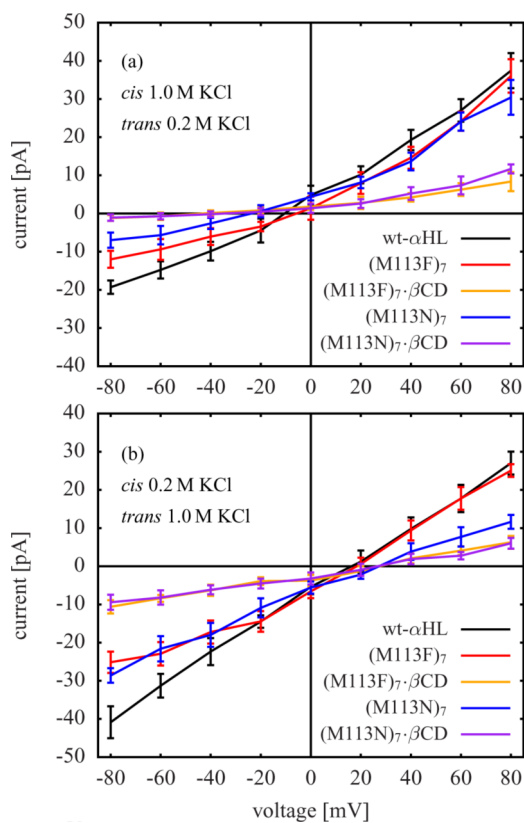 50
40
30
20
10
0
-10
-20
-30
-40
current [pA]
(a)
cis 1.0 M KCl
trans 0.2 M KCl
wt-αHL
(M113F)₇
(M113F)₇·βCD
(M113N)₇
(M113N)₇·βCD
-80 -60 -40 -20 0 20 40 60 80
40
30
20
10
0
-10
-20
-30
-40
50
current [pA]
(b)
cis 0.2 M KCl
trans 1.0 M KCl
wt-αHL
(M113F)₇
(M113F)₇·βCD
(M113N)₇
(M113N)₇·βCD
-80 -60 -40 -20 0 20 40 60 80
voltage [mV]